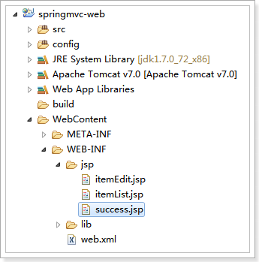 springmvc-web
src
config
JRE System Library [jdk1.7.0_72_x86]
Apache Tomcat v7.0 [Apache Tomcat v7.0]
Web App Libraries
build
WebContent
META-INF
WEB-INF
jsp
itemEdit.jsp
itemList.jsp
success.jsp
lib
web.xml